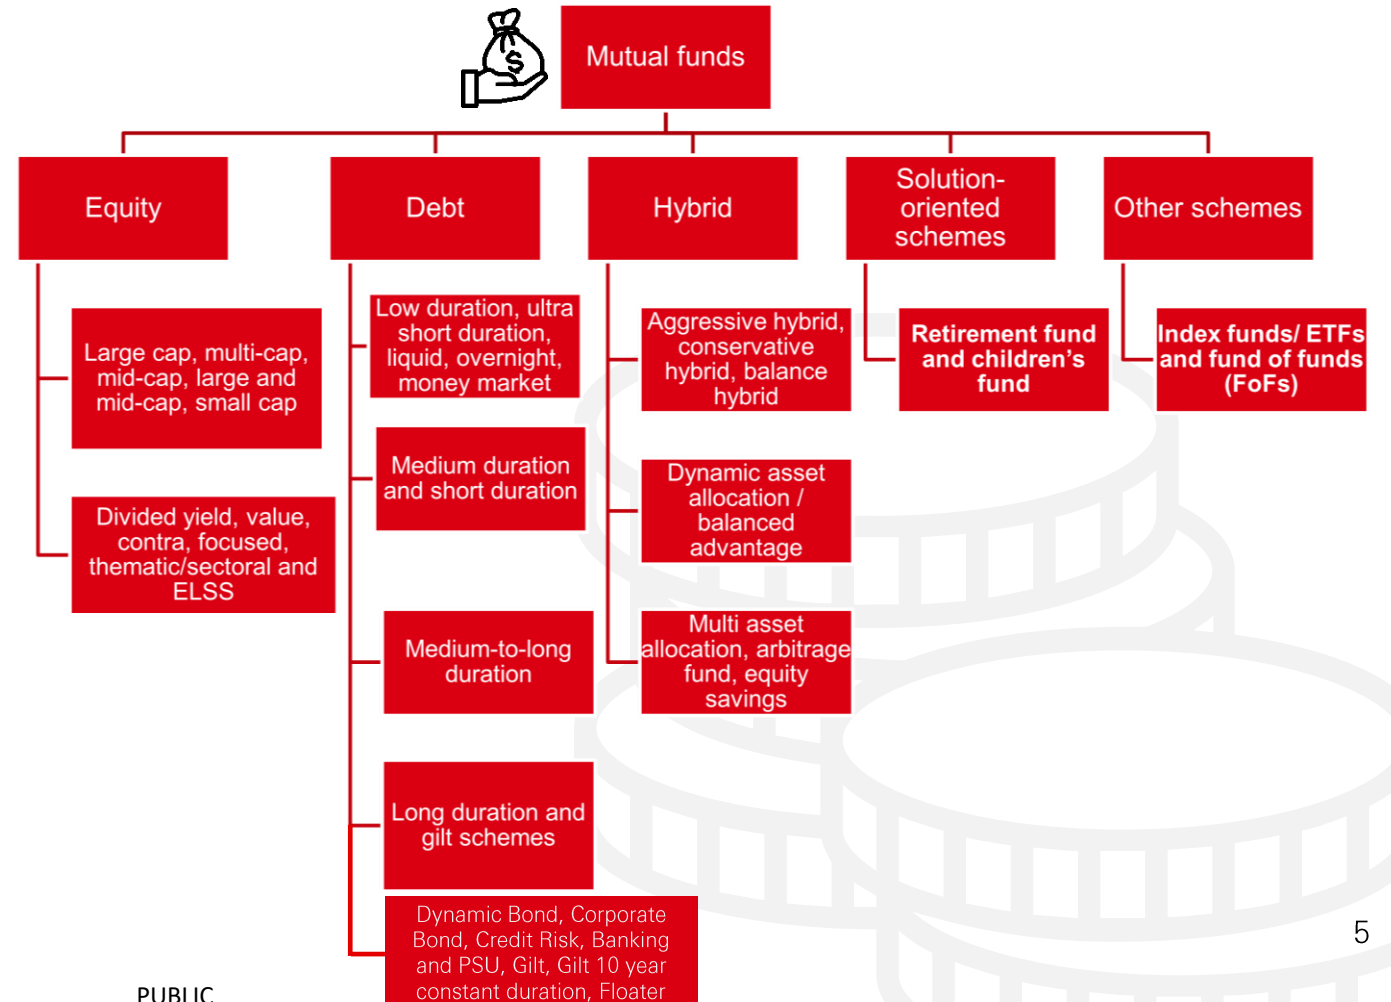 Mutual funds
Equity
Debt
Hybrid
Solution-
oriented
schemes
Other schemes
Large cap, multi-cap,
mid-cap, large and
mid-cap, small cap
Divided yield, value,
contra, focused,
thematic/sectoral and
ELSS
Low duration, ultra
short duration,
liquid, overnight,
money market
Medium duration
and short duration
Medium-to-long
duration
Long duration and
gilt schemes
Dynamic Bond, Corporate
Bond, Credit Risk, Banking
and PSU, Gilt, Gilt 10 year
constant duration, Floater
Aggressive hybrid,
conservative
hybrid, balance
hybrid
Dynamic asset
allocation /
balanced
advantage
Multi asset
allocation, arbitrage
fund, equity
savings
Retirement fund
and children’s
fund
Index funds/ ETFs
and fund of funds
(FoFs)
$
5
PUBLIC